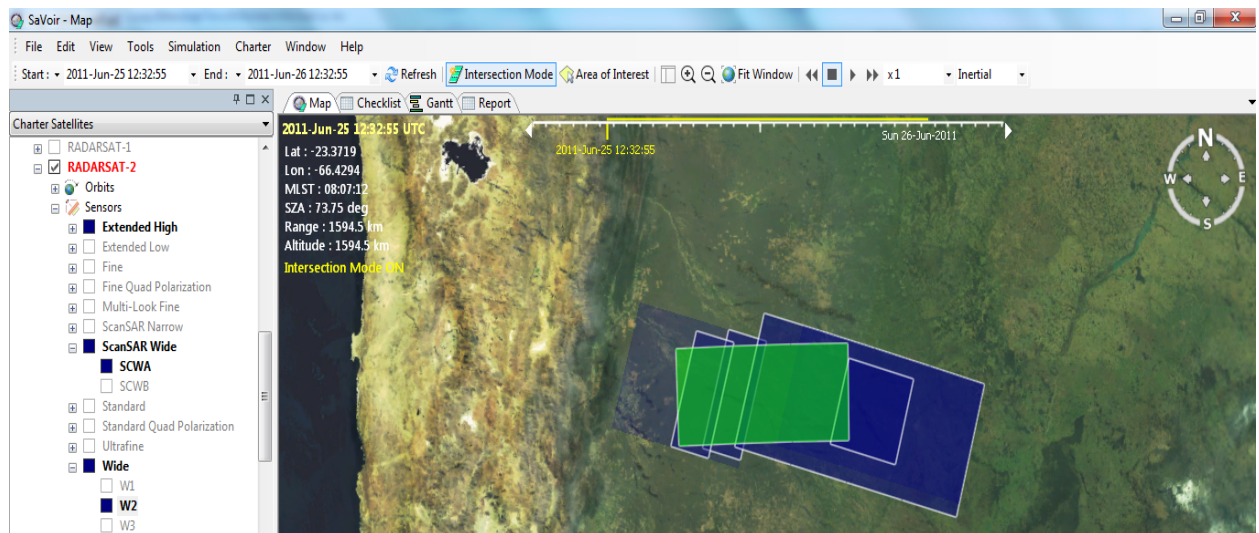 SaVoir - Map
File Edit View Tools Simulation Charter Window Help
Start : 2011-Jun-25 12:32:55 End : 2011-Jun-26 12:32:55 Refresh Intersection Mode Area of Interest Fit Window x1 Inertial
Map Checklist Gantt Report
Charter Satellites
RADARSAT-1
RADARSAT-2
Orbits
Sensors
Extended High
Extended Low
Fine
Fine Quad Polarization
Multi-Look Fine
ScanSAR Narrow
ScanSAR Wide
SCWA
SCWB
Standard
Standard Quad Polarization
Ultrafine
Wide
W1
W2
W3
2011-Jun-25 12:32:55 UTC
Lat : -23.3719
Lon : -66.4294
MLST : 08:07:12
SZA : 73.75 deg
Range : 1594.5 km
Altitude : 1594.5 km
Intersection Mode ON
2011-Jun-25 12:32:55
Sun 26-Jun-2011
N
W E
S